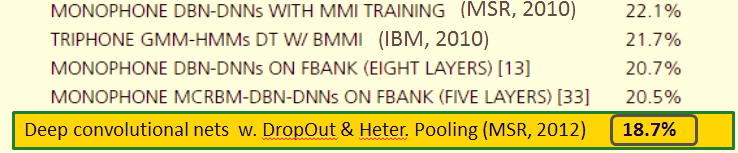 MONOPHONE DBN-DNNs WITH MMI TRAINING (MSR, 2010) 22.1%
TRIPHONE GMM-HMMs DT W/ BMMI (IBM, 2010) 21.7%
MONOPHONE DBN-DNNs ON FBANK (EIGHT LAYERS) [13] 20.7%
MONOPHONE MCRBM-DBN-DNNs ON FBANK (FIVE LAYERS) [33] 20.5%
Deep convolutional nets w. DropOut & Heter. Pooling (MSR, 2012) 18.7%